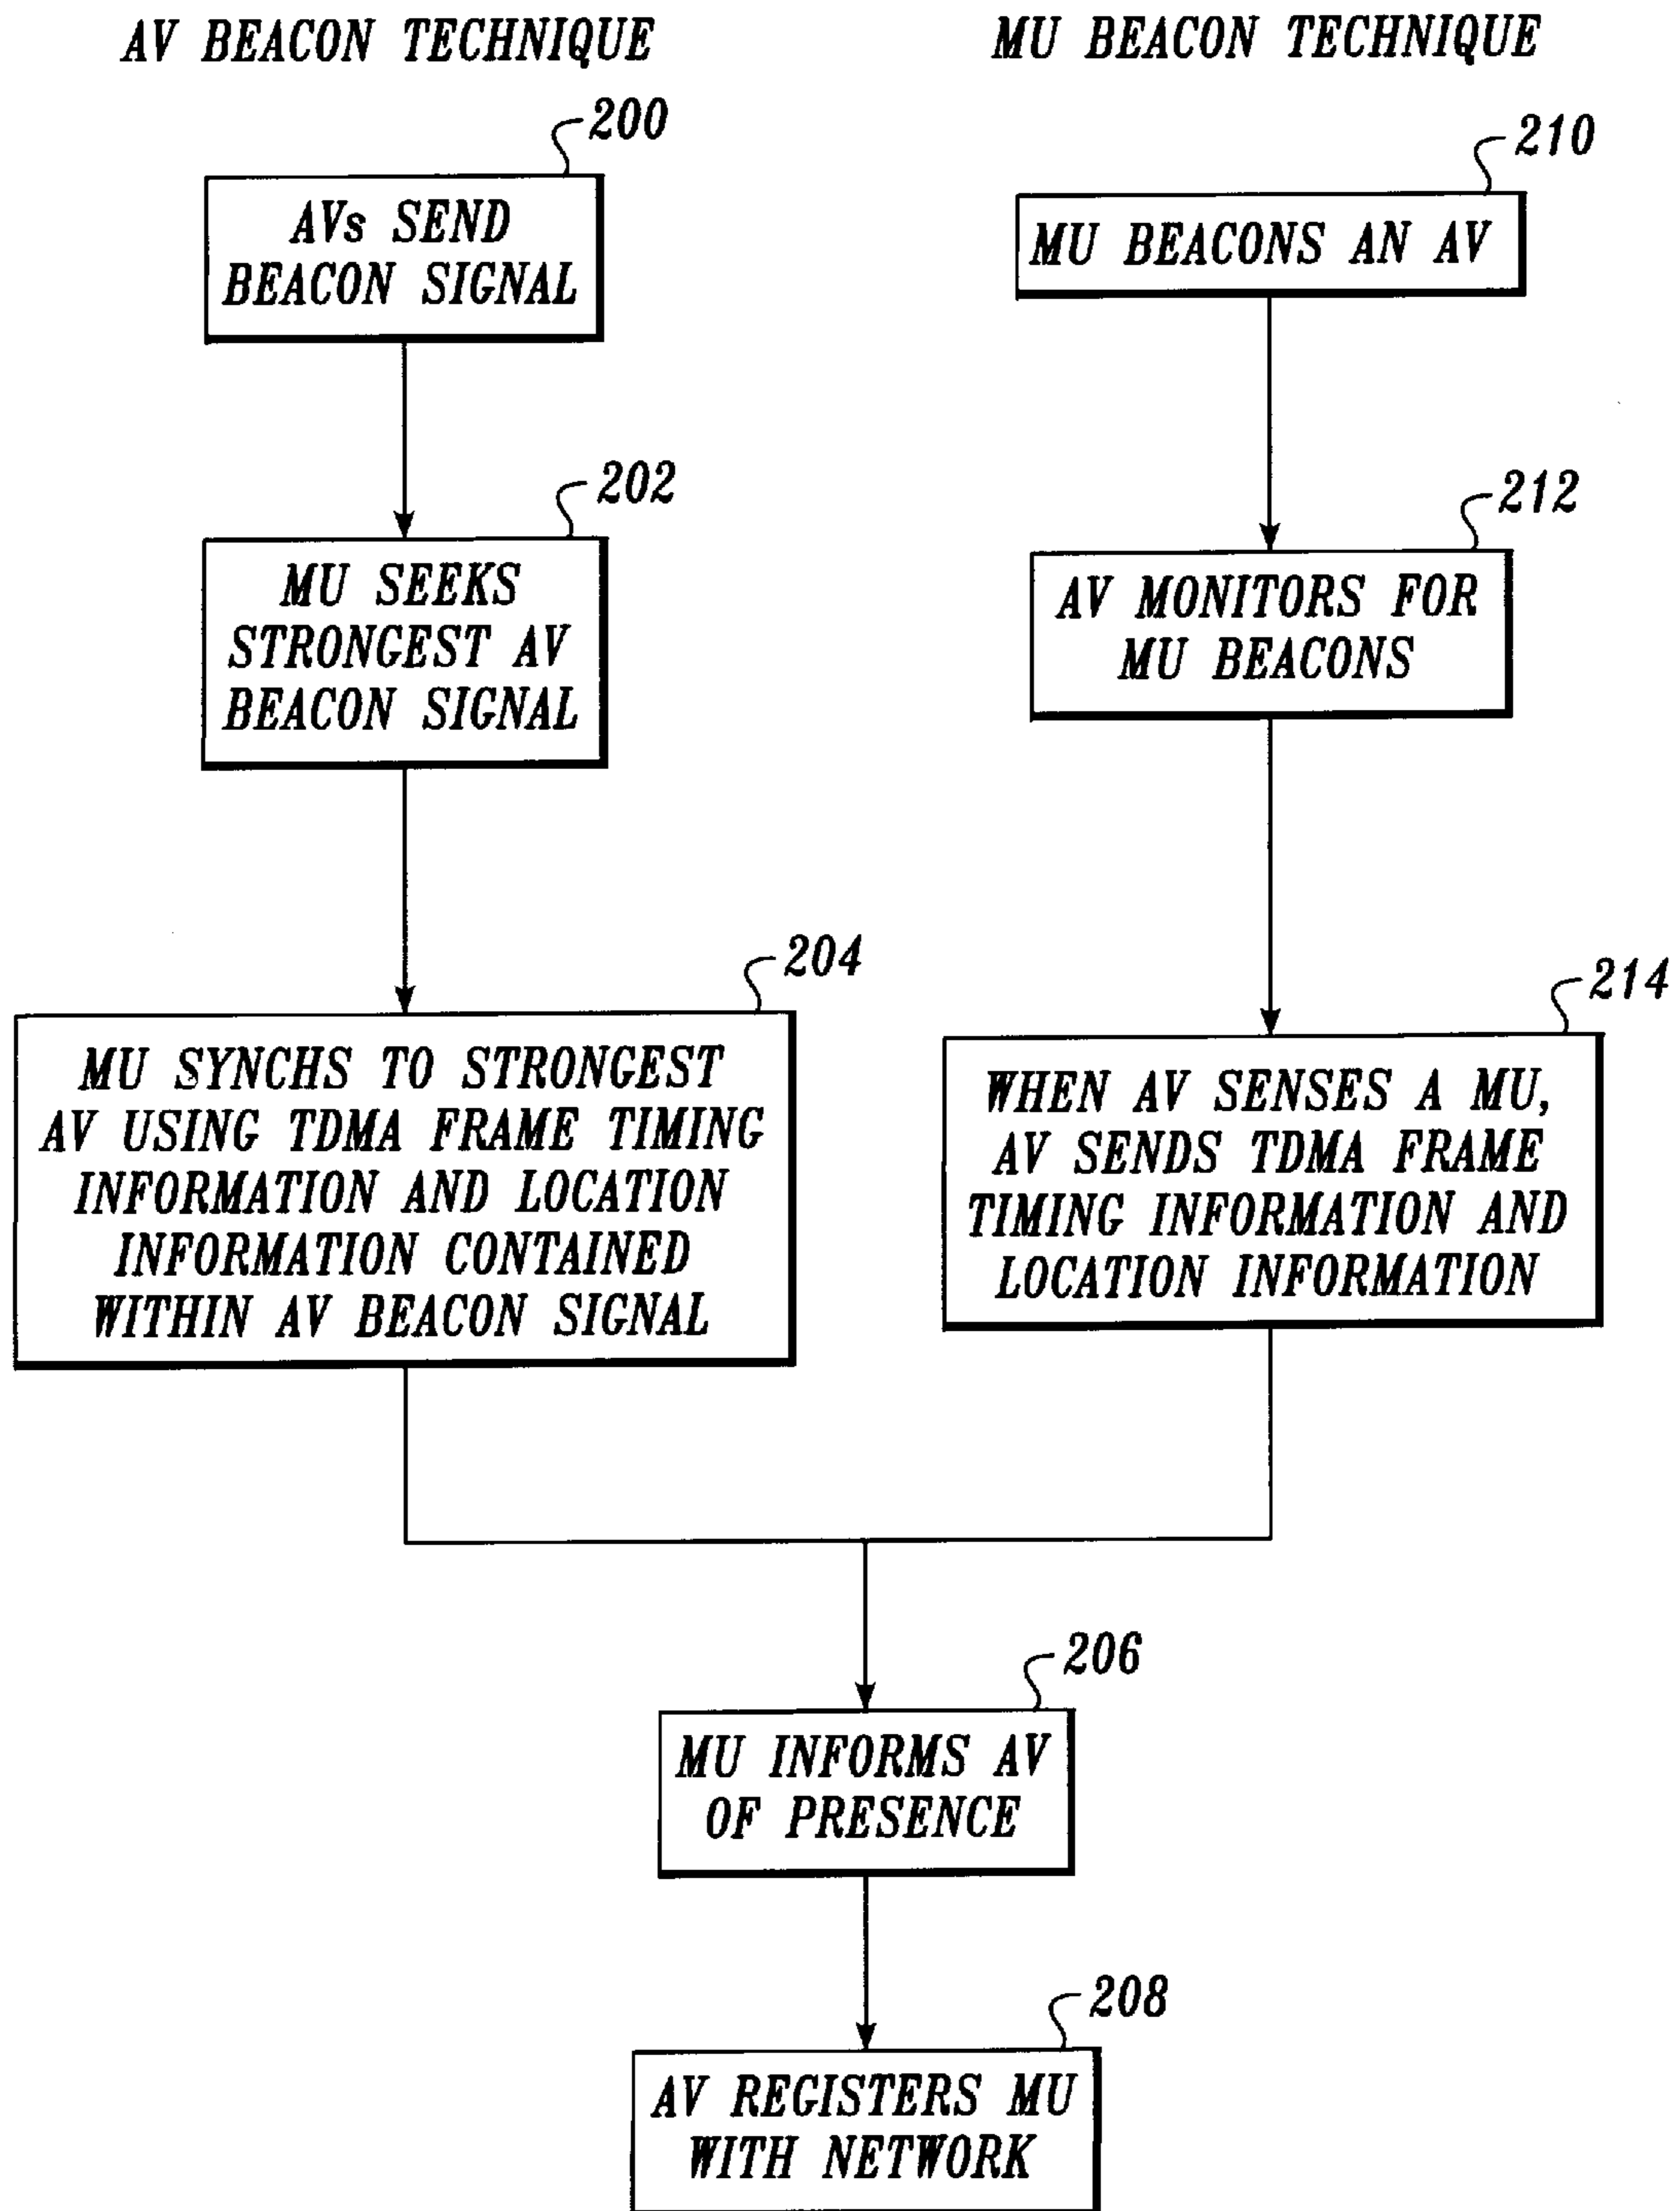 AV BEACON TECHNIQUE
200
AVs SEND
BEACON SIGNAL
202
MU SEEKS
STRONGEST AV
BEACON SIGNAL
204
MU SYNCHS TO STRONGEST
AV USING TDMA FRAME TIMING
INFORMATION AND LOCATION
INFORMATION CONTAINED
WITHIN AV BEACON SIGNAL
MU BEACON TECHNIQUE
210
MU BEACONS AN AV
212
AV MONITORS FOR
MU BEACONS
214
WHEN AV SENSES A MU,
AV SENDS TDMA FRAME
TIMING INFORMATION AND
LOCATION INFORMATION
206
MU INFORMS AV
OF PRESENCE
208
AV REGISTERS MU
WITH NETWORK